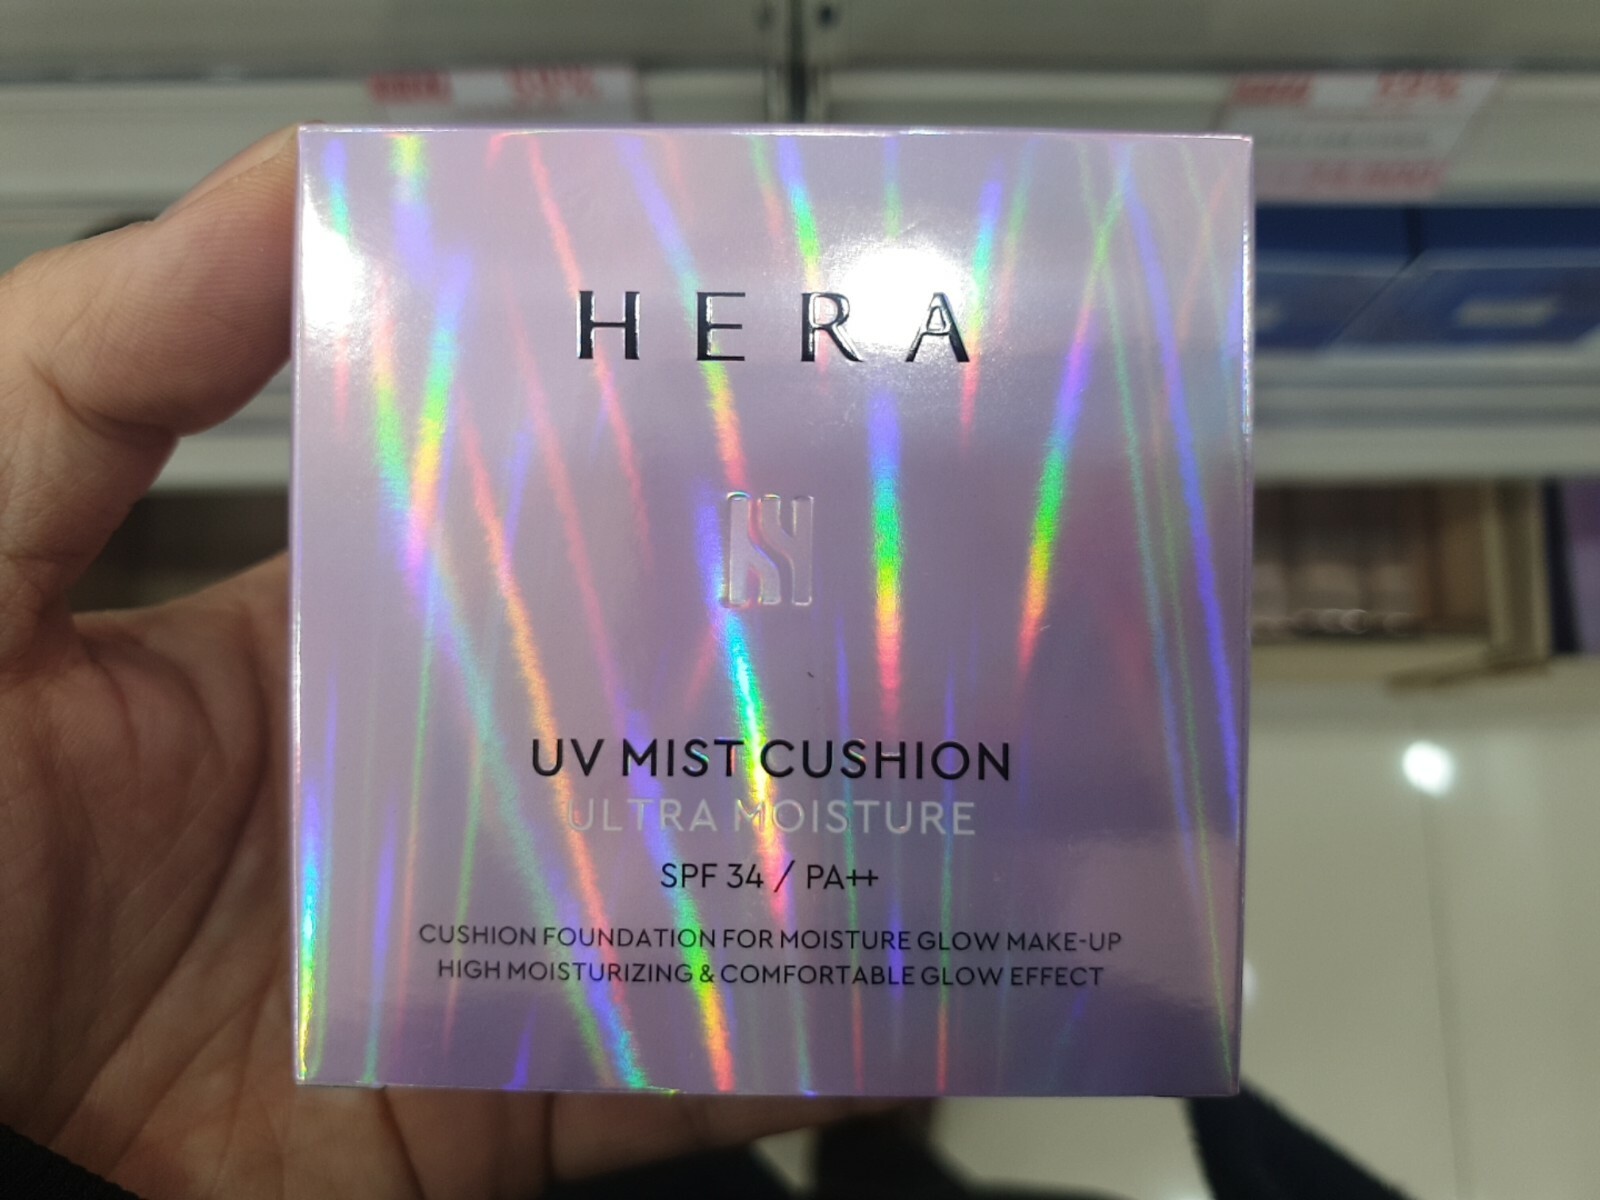 HERA
UV MIST CUSHION
ULTRA MOISTURE
SPF 34 / PA++
CUSHION FOUNDATION FOR MOISTURE GLOW MAKE-UP
HIGH MOISTURIZING & COMFORTABLE GLOW EFFECT